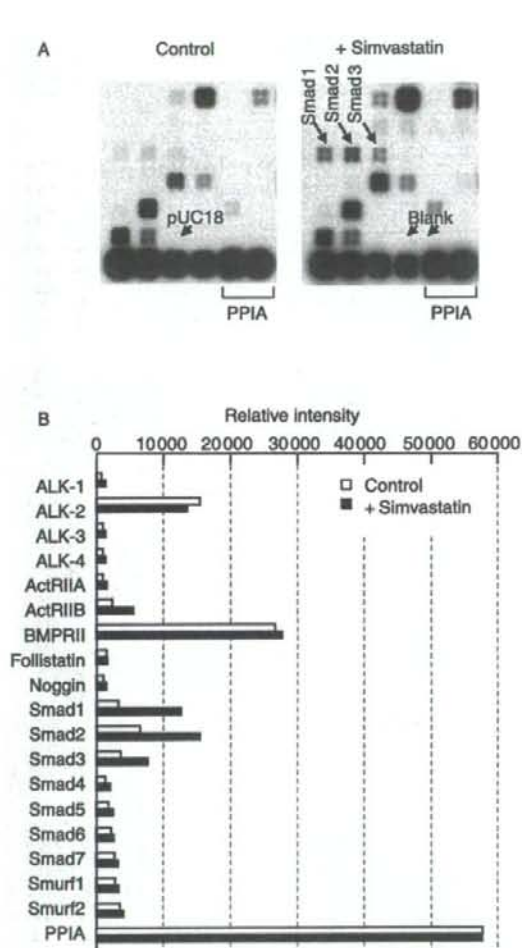 A
Control
+ Simvastatin
Smad1
Smad2
Smad3
pUC18
Blank
PPIA
PPIA
B
Relative intensity
0 10000 20000 30000 40000 50000 60000
Control
+ Simvastatin
ALK-1
ALK-2
ALK-3
ALK-4
ActRIIA
ActRIIB
BMPRII
Follistatin
Noggin
Smad1
Smad2
Smad3
Smad4
Smad5
Smad6
Smad7
Smurf1
Smurf2
PPIA